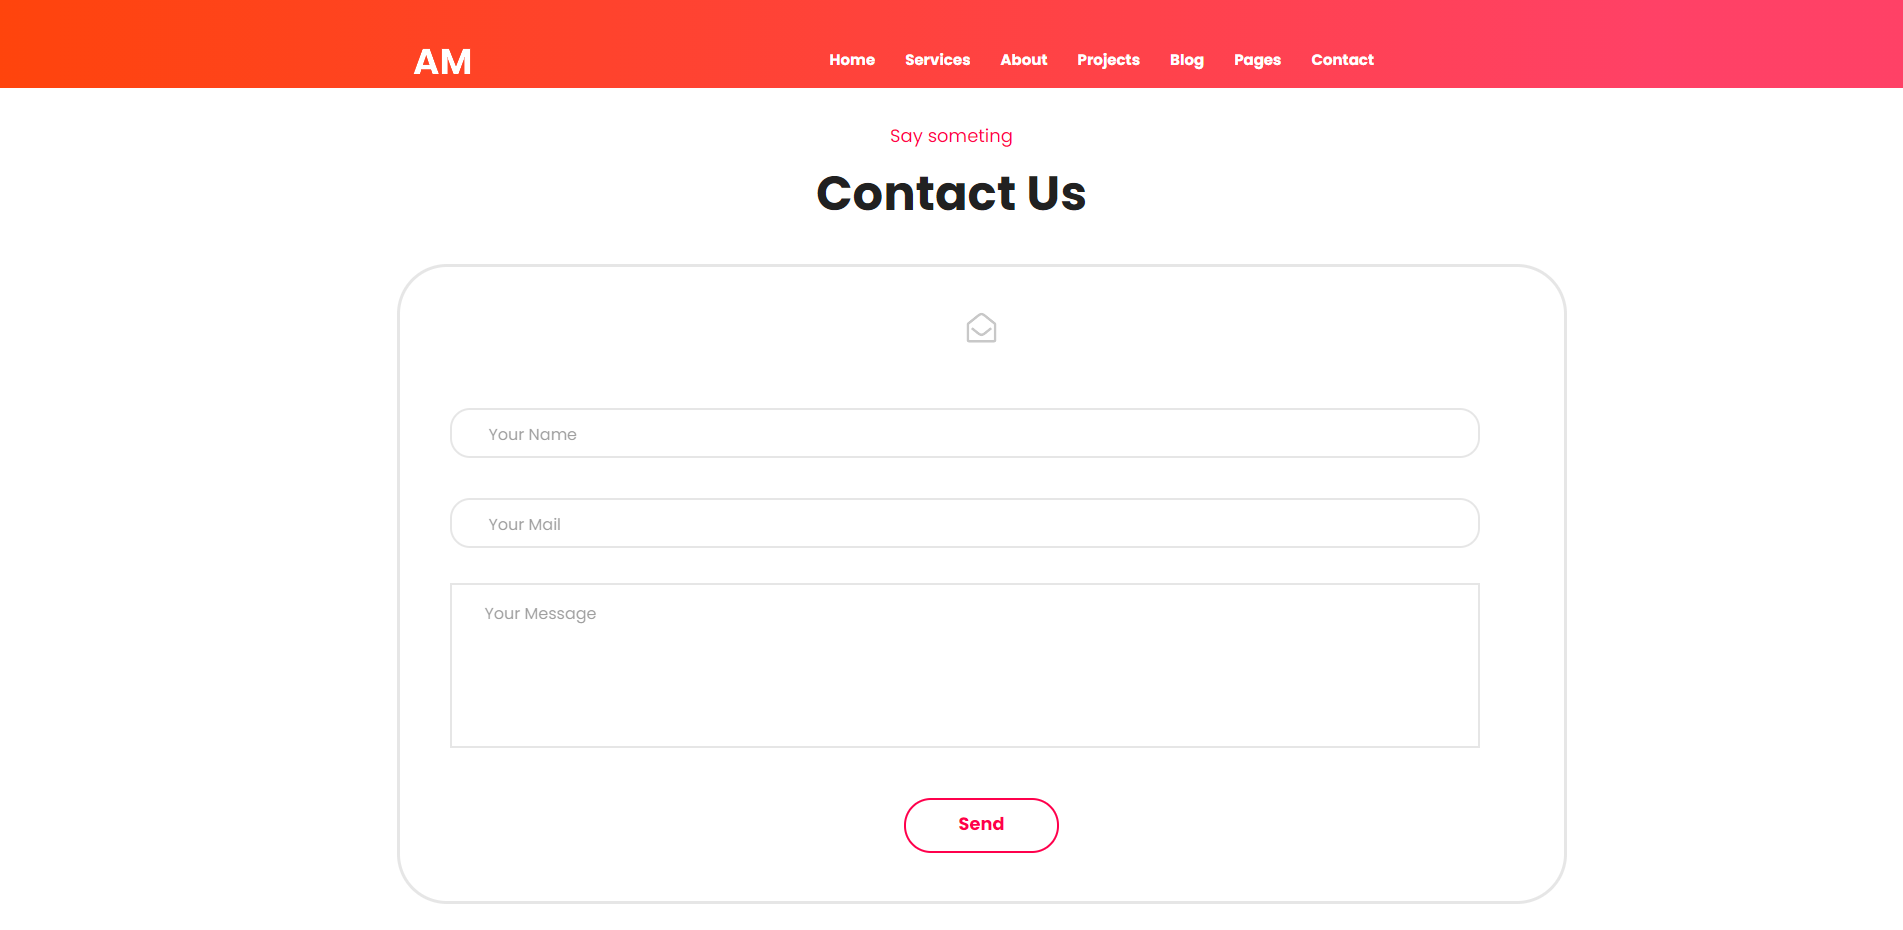 AM
Home Services About Projects Blog Pages Contact
Say someting
Contact Us
Your Name
Your Mail
Your Message
Send